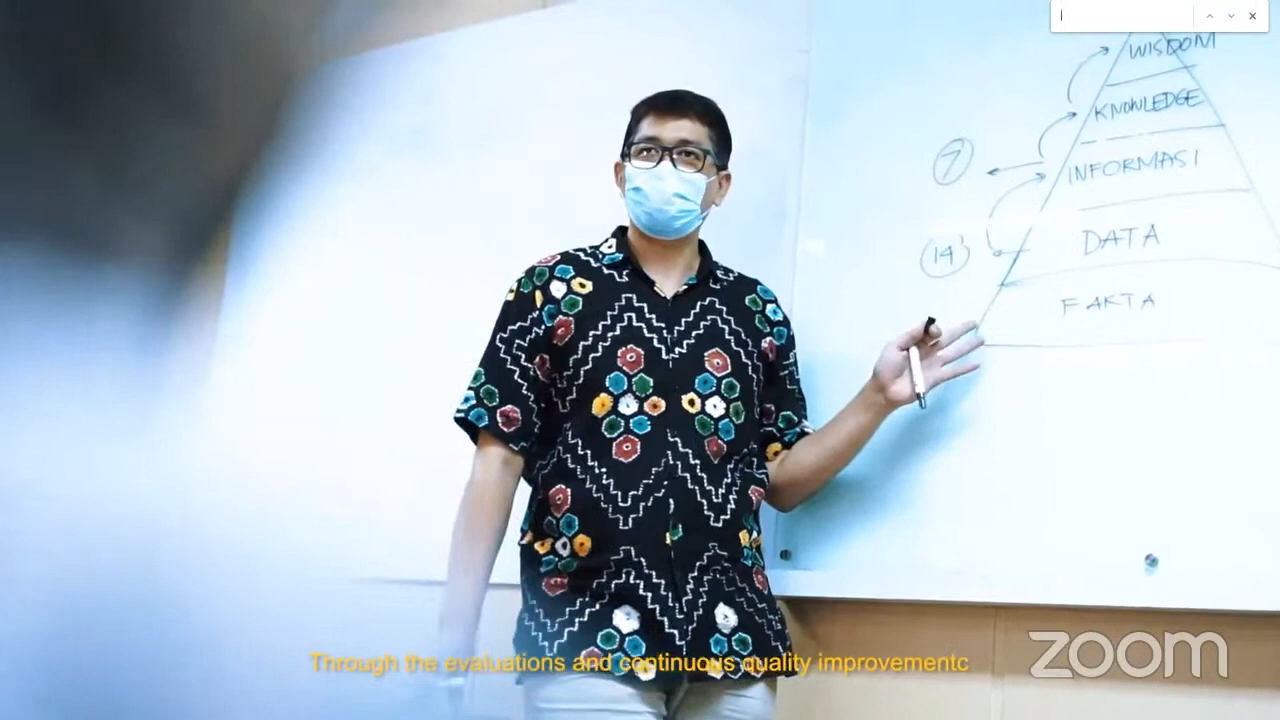 WISDOM
KNOWLEDGE
7
INFORMASI
14
DATA
FAKTA
Through the evaluations and continuous quality improvementc
zoom